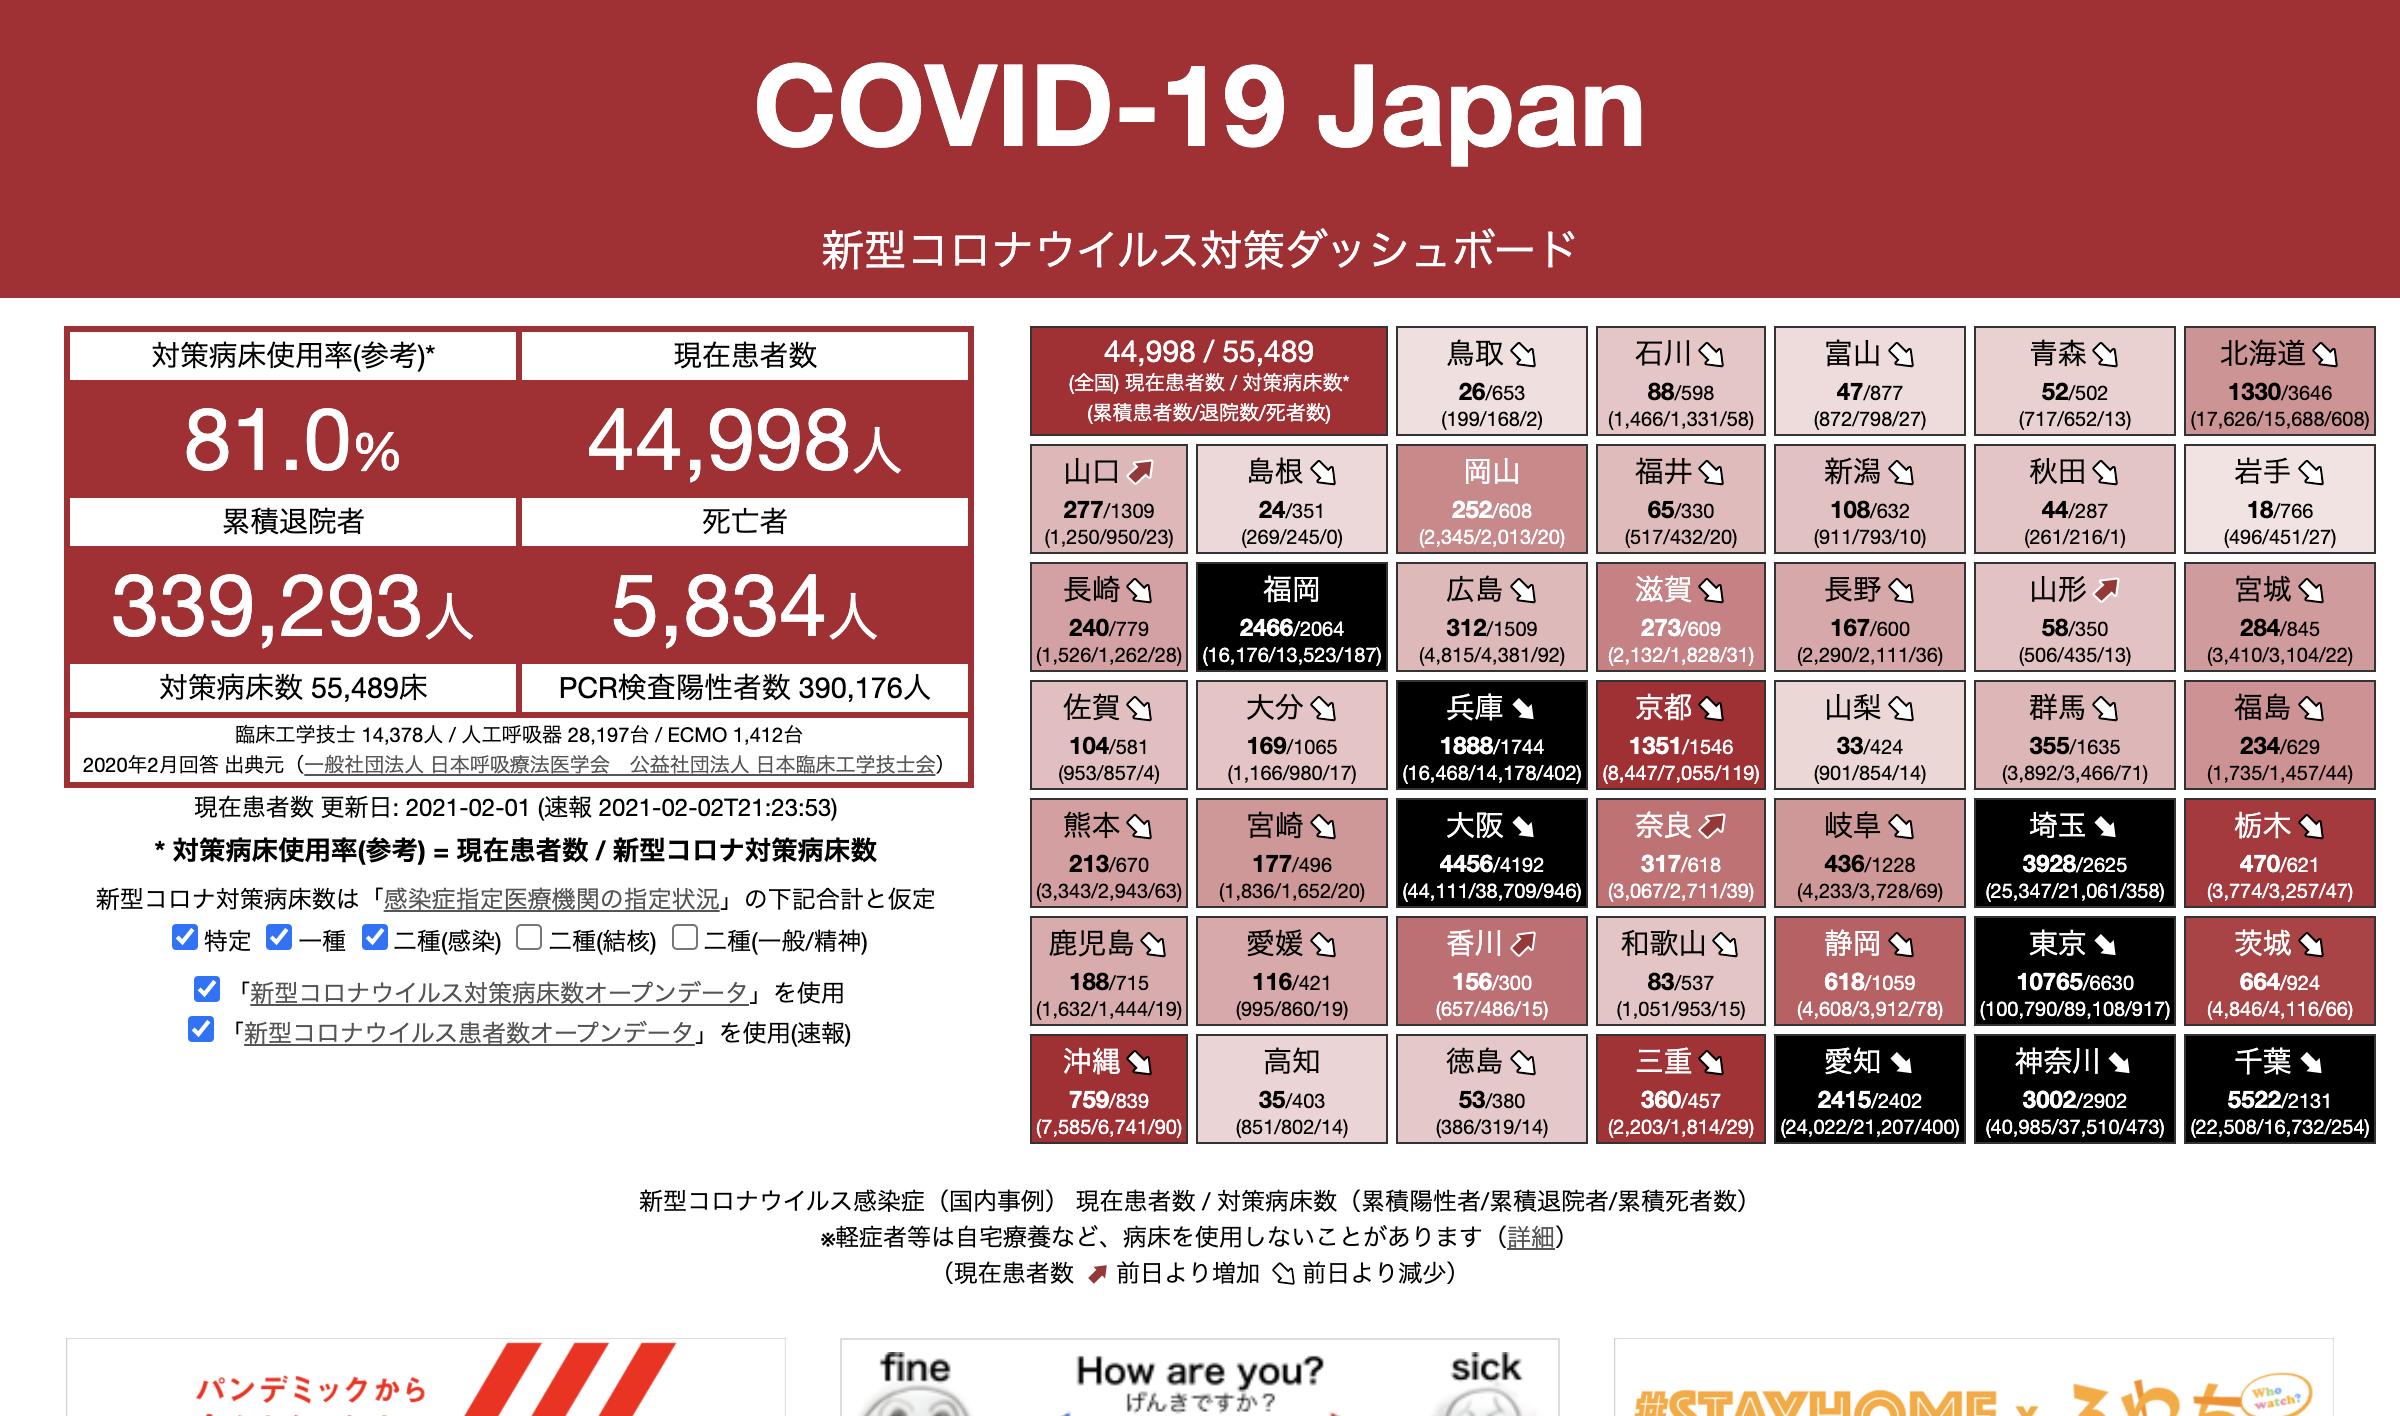 COVID-19 Japan
新型コロナウイルス対策ダッシュボード
対策病床使用率(参考)*
現在患者数
81.0%
44,998人
累積退院者
死亡者
339,293人
5,834人
対策病床数 55,489床
PCR検査陽性者数 390,176人
臨床工学技士 14,378人 / 人工呼吸器 28,197台 / ECMO 1,412台
2020年2月回答 出典元（一般社団法人 日本呼吸療法医学会　公益社団法人 日本臨床工学技士会）
現在患者数 更新日: 2021-02-01 (速報 2021-02-02T21:23:53)
* 対策病床使用率(参考) = 現在患者数 / 新型コロナ対策病床数
新型コロナ対策病床数は「感染症指定医療機関の指定状況」の下記合計と仮定
特定 一種 二種(感染) 二種(結核) 二種(一般/精神)
「新型コロナウイルス対策病床数オープンデータ」を使用
「新型コロナウイルス患者数オープンデータ」を使用(速報)
44,998 / 55,489
(全国) 現在患者数 / 対策病床数*
(累積患者数/退院数/死者数)
鳥取
26/653
(199/168/2)
石川
88/598
(1,466/1,331/58)
富山
47/877
(872/798/27)
青森
52/502
(717/652/13)
北海道
1330/3646
(17,626/15,688/608)
山口
277/1309
(1,250/950/23)
島根
24/351
(269/245/0)
岡山
252/608
(2,345/2,013/20)
福井
65/330
(517/432/20)
新潟
108/632
(911/793/10)
秋田
44/287
(261/216/1)
岩手
18/766
(496/451/27)
長崎
240/779
(1,526/1,262/28)
福岡
2466/2064
(16,176/13,523/187)
広島
312/1509
(4,815/4,381/92)
滋賀
273/609
(2,132/1,828/31)
長野
167/600
(2,290/2,111/36)
山形
58/350
(506/435/13)
宮城
284/845
(3,410/3,104/22)
佐賀
104/581
(953/857/4)
大分
169/1065
(1,166/980/17)
兵庫
1888/1744
(16,468/14,178/402)
京都
1351/1546
(8,447/7,055/119)
山梨
33/424
(901/854/14)
群馬
355/1635
(3,892/3,466/71)
福島
234/629
(1,735/1,457/44)
熊本
213/670
(3,343/2,943/63)
宮崎
177/496
(1,836/1,652/20)
大阪
4456/4192
(44,111/38,709/946)
奈良
317/618
(3,067/2,711/39)
岐阜
436/1228
(4,233/3,728/69)
埼玉
3928/2625
(25,347/21,061/358)
栃木
470/621
(3,774/3,257/47)
鹿児島
188/715
(1,632/1,444/19)
愛媛
116/421
(995/860/19)
香川
156/300
(657/486/15)
和歌山
83/537
(1,051/953/15)
静岡
618/1059
(4,608/3,912/78)
東京
10765/6630
(100,790/89,108/917)
茨城
664/924
(4,846/4,116/66)
沖縄
759/839
(7,585/6,741/90)
高知
35/403
(851/802/14)
徳島
53/380
(386/319/14)
三重
360/457
(2,203/1,814/29)
愛知
2415/2402
(24,022/21,207/400)
神奈川
3002/2902
(40,985/37,510/473)
千葉
5522/2131
(22,508/16,732/254)
新型コロナウイルス感染症（国内事例） 現在患者数 / 対策病床数（累積陽性者/累積退院者/累積死者数）
※軽症者等は自宅療養など、病床を使用しないことがあります（詳細）
（現在患者数 前日より増加 前日より減少）
パンデミックから
fine
How are you?
げんきですか？
sick
#STAYHOME x
Who watch?